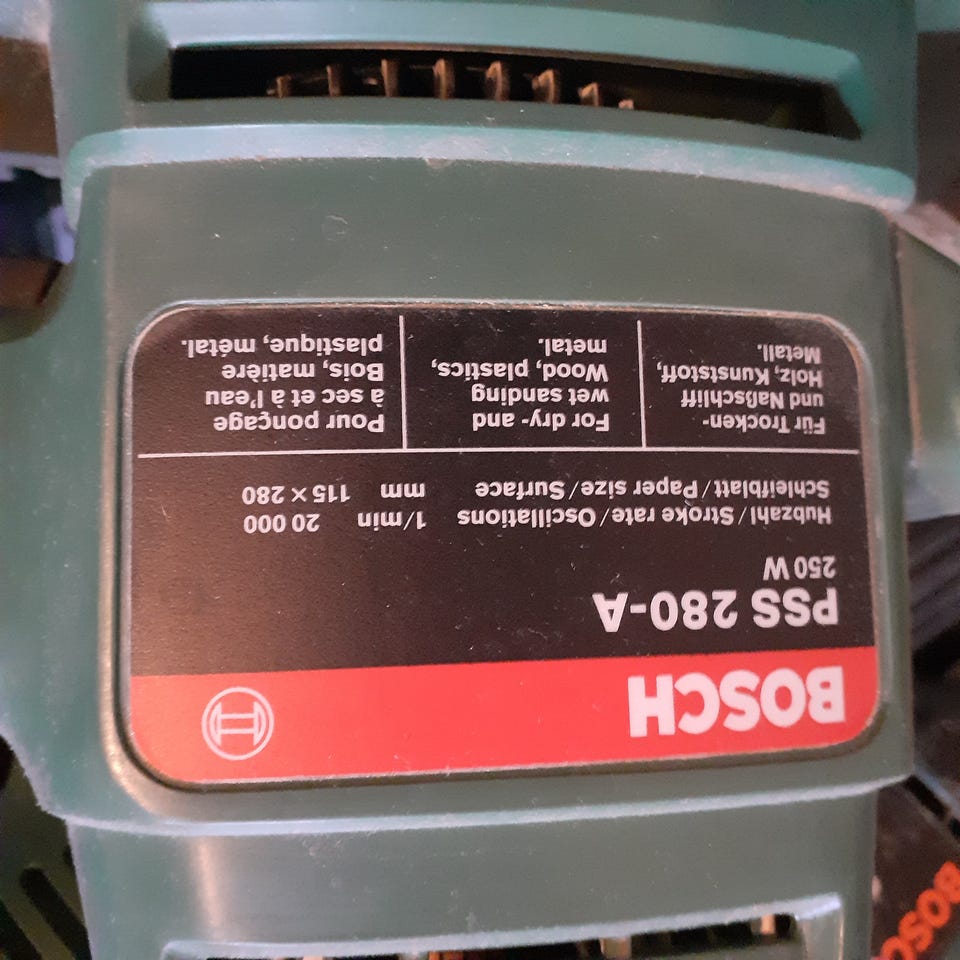 BOSCH
PSS 280-A
250 W
Hubzahl/Stroke rate/Oscillations 1/min 20 000
Schleifblatt/Paper size/Surface mm 115 × 280
Für Trocken-
und Naßschliff
Holz, Kunststoff,
Metall.
For dry- and
wet sanding
Wood, plastics,
metal.
Pour ponçage
à sec et à l'eau
Bois, matière
plastique, métal.
BOSC